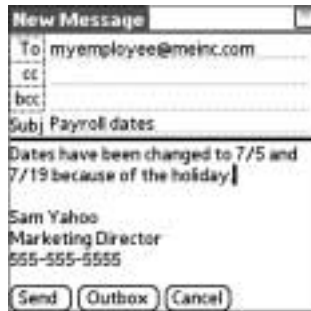 New Message
To myemployee@meinc.com
cc
bcc
Subj Payroll dates
Dates have been changed to 7/5 and
7/19 because of the holiday.
Sam Yahoo
Marketing Director
555-555-5555
Send Outbox Cancel